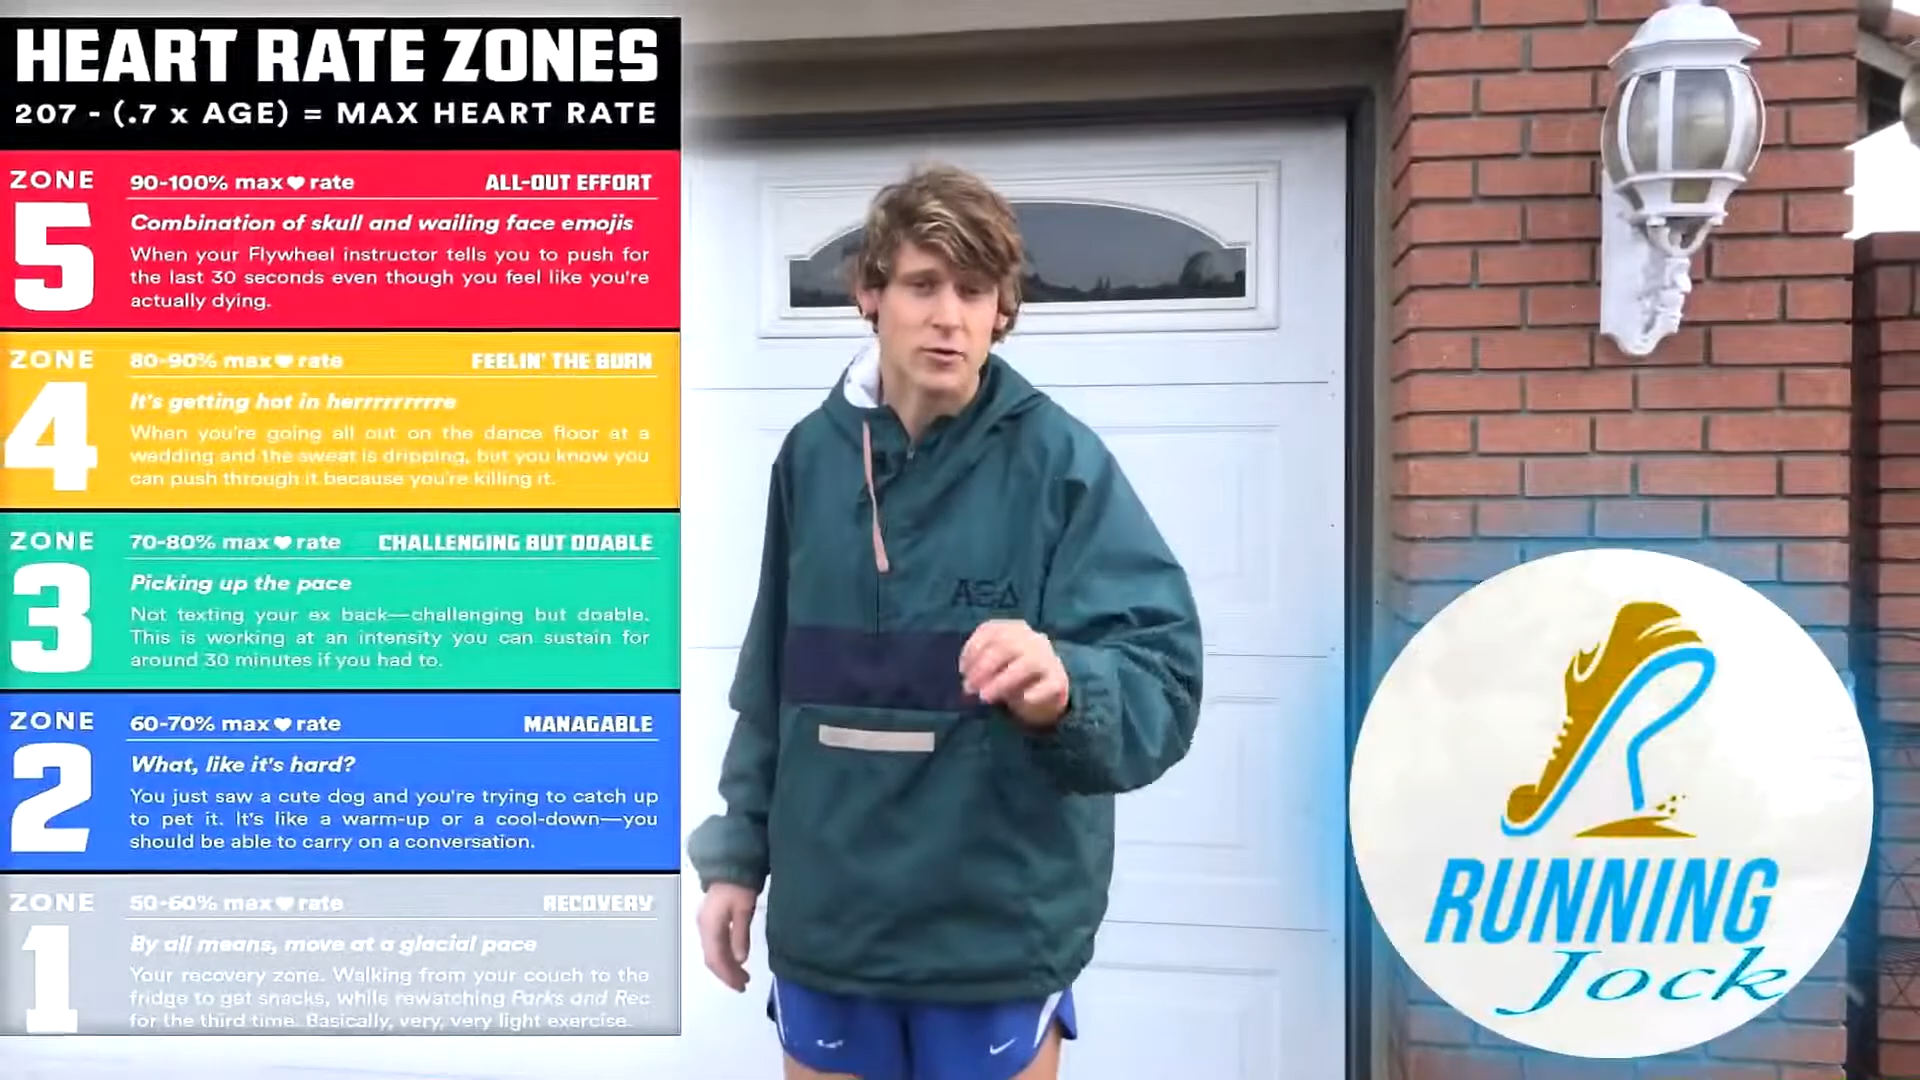 HEART RATE ZONES
207 - (.7 x AGE) = MAX HEART RATE
ZONE 5
90-100% max rate ALL-OUT EFFORT
Combination of skull and wailing face emojis
When your Flywheel instructor tells you to push for
the last 30 seconds even though you feel like you're
actually dying.
ZONE 4
80-90% max rate FEELIN' THE BURN
It's getting hot in herrrrrrrrre
When you're going all out on the dance floor at a
wedding and the sweat is dripping, but you know you
can push through it because you're killing it.
ZONE 3
70-80% max rate CHALLENGING BUT DOABLE
Picking up the pace
Not texting your ex back—challenging but doable.
This is working at an intensity you can sustain for
around 30 minutes if you had to.
ZONE 2
60-70% max rate MANAGABLE
What, like it's hard?
You just saw a cute dog and you're trying to catch up
to pet it. It's like a warm-up or a cool-down—you
should be able to carry on a conversation.
ZONE 1
50-60% max rate RECOVERY
By all means, move at a glacial pace
Your recovery zone. Walking from your couch to the
fridge to get snacks, while rewatching Parks and Rec
for the third time. Basically, very, very light exercise.
ΑΞΔ
RUNNING
Jock